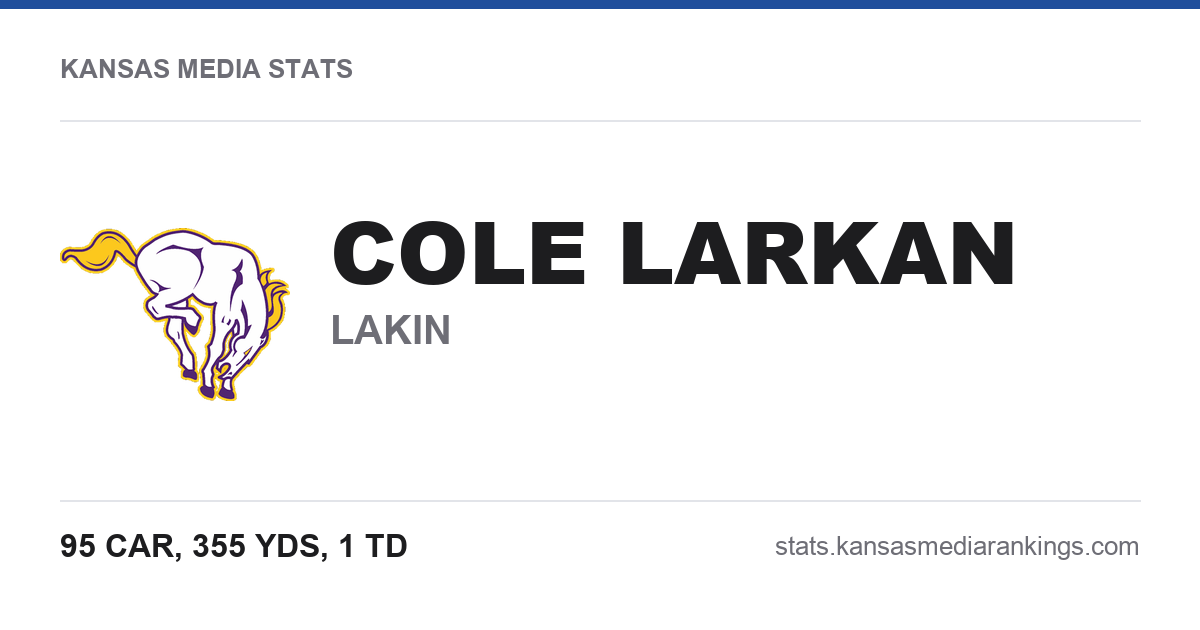 KANSAS MEDIA STATS
COLE LARKAN
LAKIN
95 CAR, 355 YDS, 1 TD
stats.kansasmediarankings.com